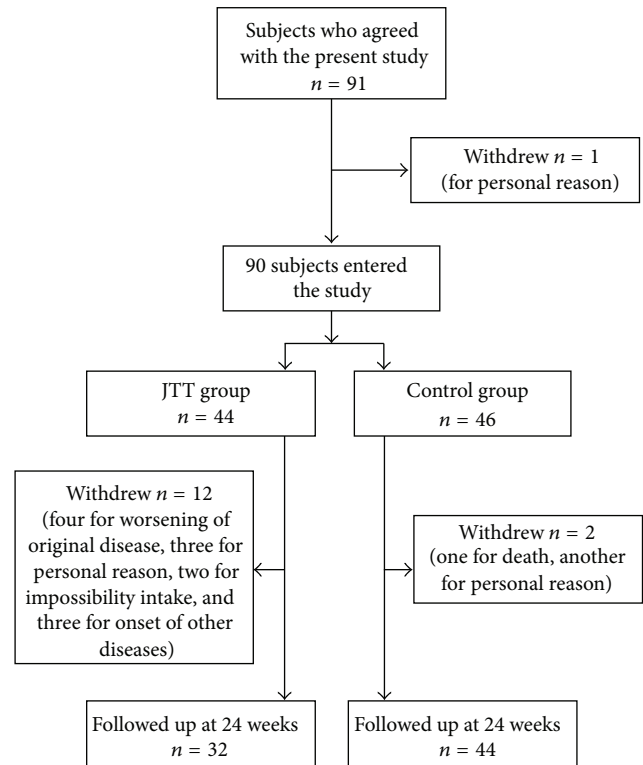 Subjects who agreed
with the present study
n = 91
Withdrew n = 1
(for personal reason)
90 subjects entered
the study
JTT group
n = 44
Control group
n = 46
Withdrew n = 12
(four for worsening of
original disease, three for
personal reason, two for
impossibility intake, and
three for onset of other
diseases)
Withdrew n = 2
(one for death, another
for personal reason)
Followed up at 24 weeks
n = 32
Followed up at 24 weeks
n = 44